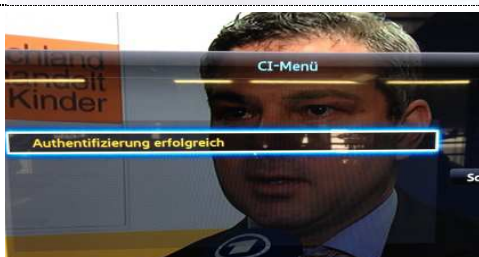 CI-Menü
chland
handelt
Kinder
Authentifizierung erfolgreich